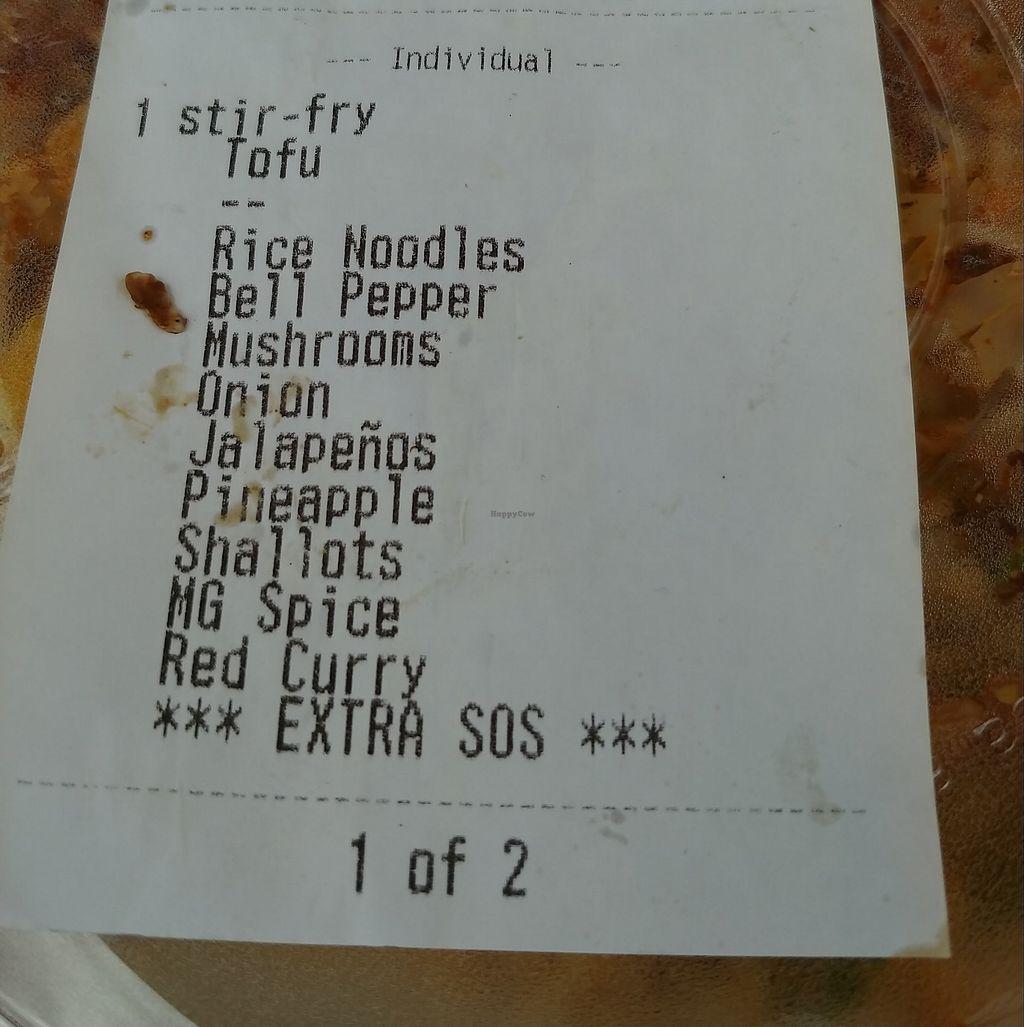 --- Individual ---
1 stir-fry
Tofu
--
Rice Noodles
Bell Pepper
Mushrooms
Onion
Jalapeños
Pineapple
Shallots
MG Spice
Red Curry
*** EXTRA SOS ***
1 of 2
HappyCow